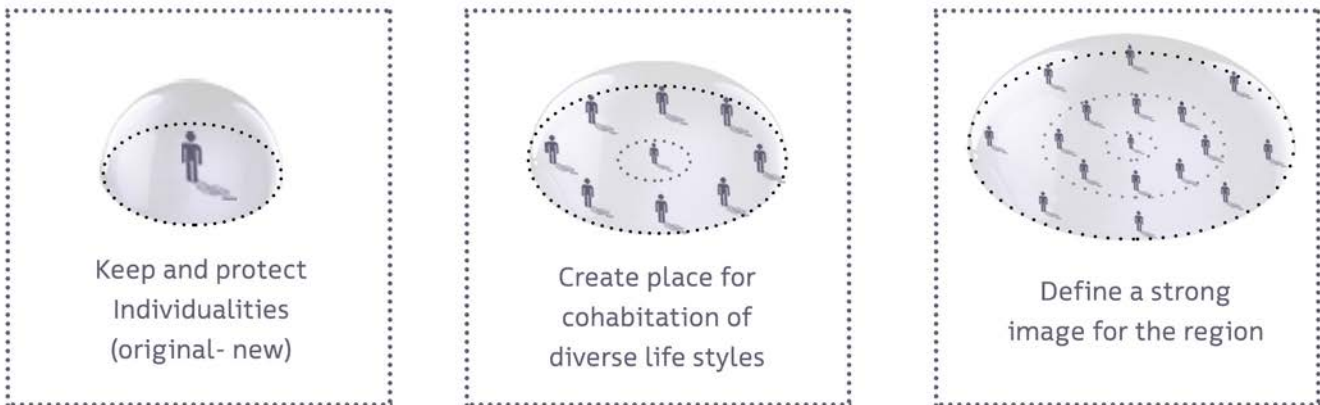 Keep and protect
Individualities
(original- new)
Create place for
cohabitation of
diverse life styles
Define a strong
image for the region